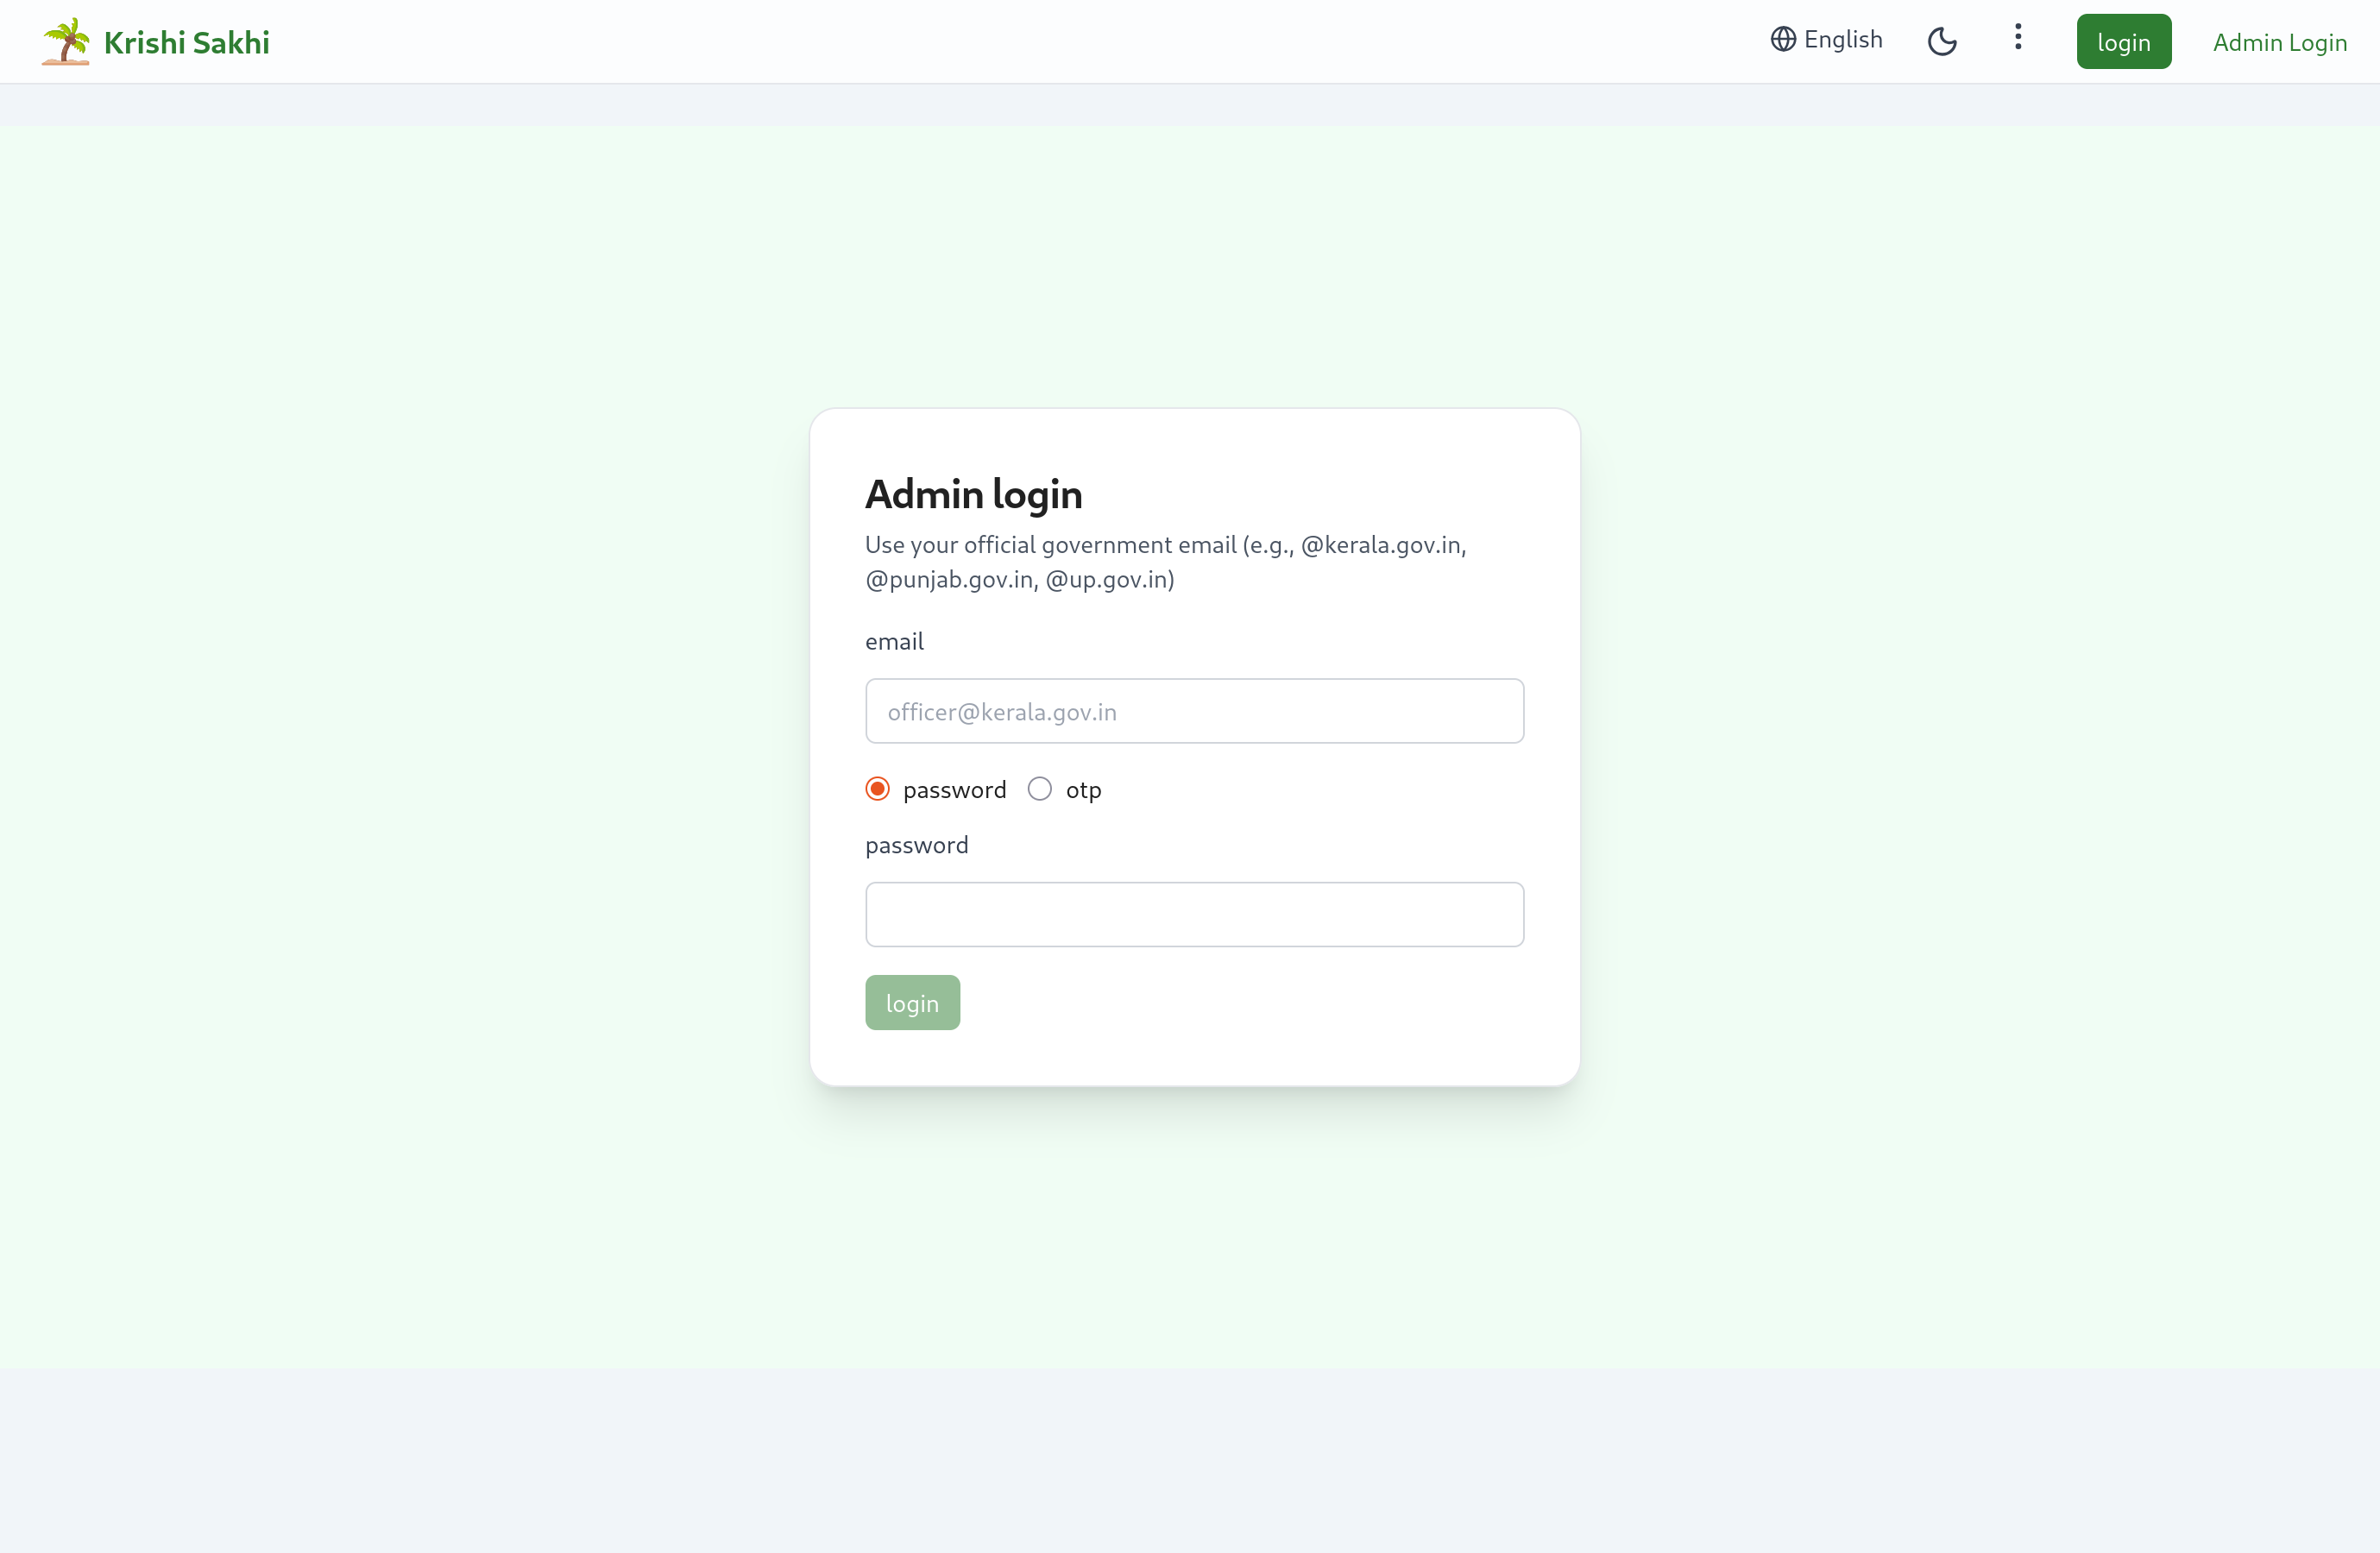 Krishi Sakhi
English
login
Admin Login
Admin login
Use your official government email (e.g., @kerala.gov.in,
@punjab.gov.in, @up.gov.in)
email
officer@kerala.gov.in
password otp
password
login